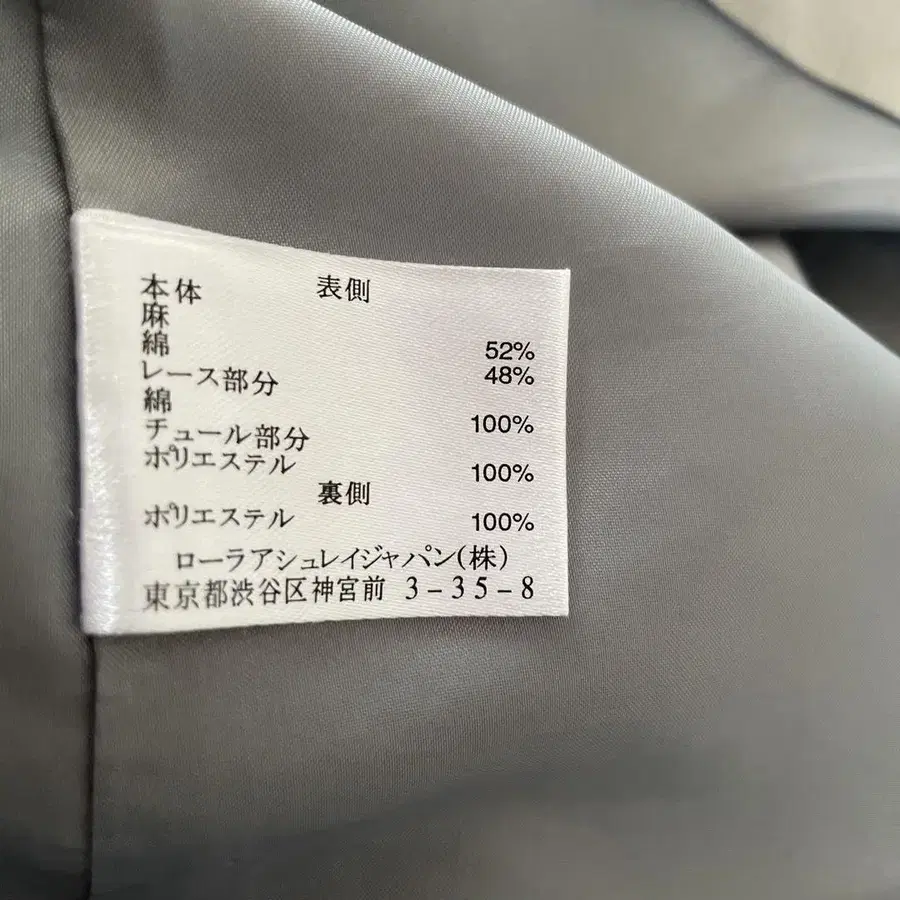 本体 表側
麻 52%
綿 48%
レース部分
綿 100%
チュール部分
ポリエステル 100%
裏側
ポリエステル 100%
ローラアシュレイジャパン(株)
東京都渋谷区神宮前 3-35-8